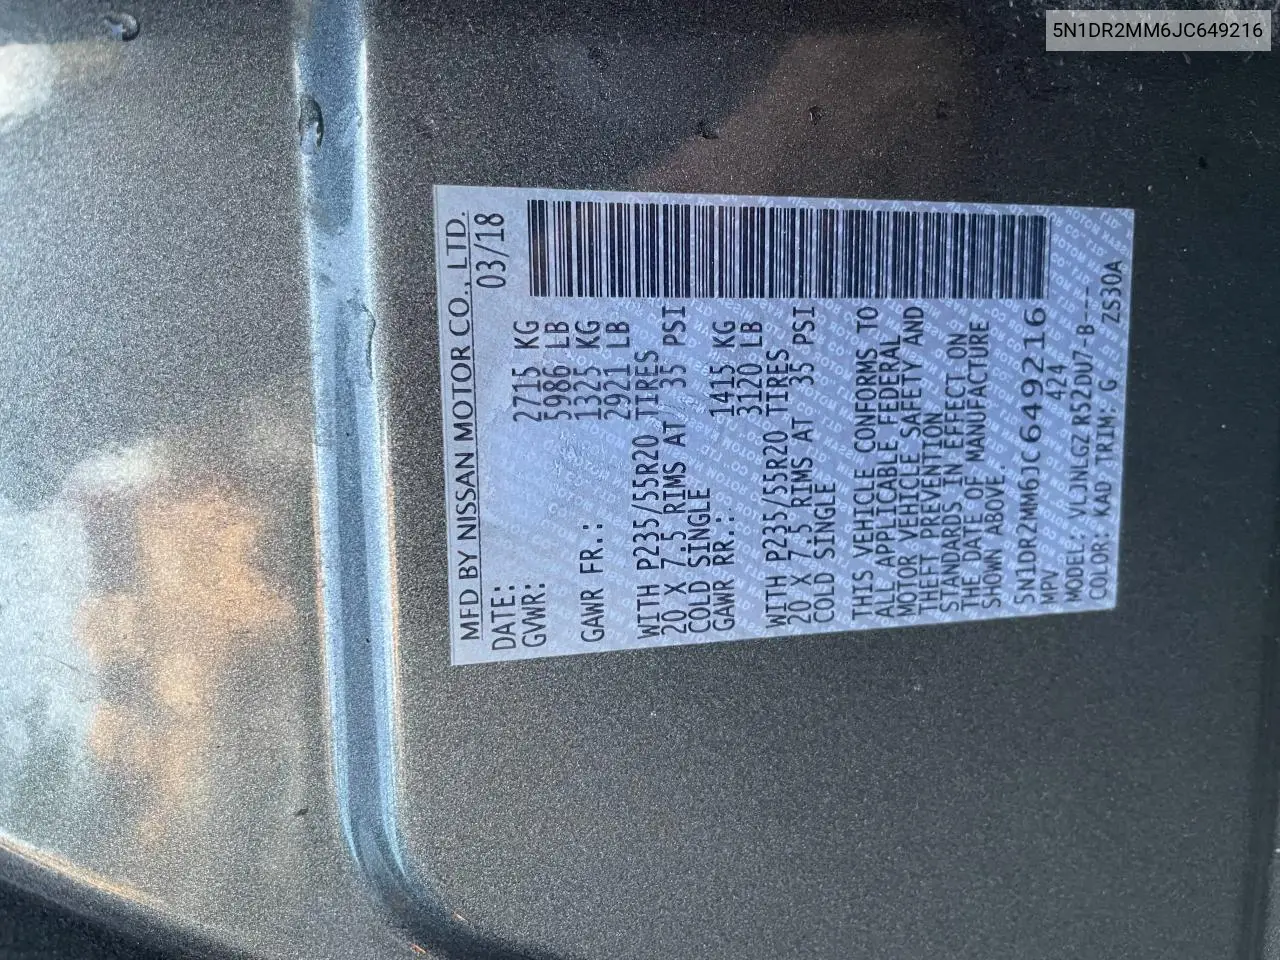 5N1DR2MM6JC649216
MFD BY NISSAN MOTOR CO., LTD.
DATE: 03/18
GVWR: 2715 KG
5986 LB
GAWR FR.: 1325 KG
2921 LB
WITH P235/55R20 TIRES
20 X 7.5 RIMS AT 35 PSI
COLD SINGLE
GAWR RR.: 1415 KG
3120 LB
WITH P235/55R20 TIRES
20 X 7.5 RIMS AT 35 PSI
COLD SINGLE
THIS VEHICLE CONFORMS TO
ALL APPLICABLE FEDERAL
MOTOR VEHICLE SAFETY AND
THEFT PREVENTION
STANDARDS IN EFFECT ON
THE DATE OF MANUFACTURE
SHOWN ABOVE.
5N1DR2MM6JC649216
MPV 424
MODEL: VLJNLGZ R52DU7-B---
COLOR: KAD TRIM: G ZS30A